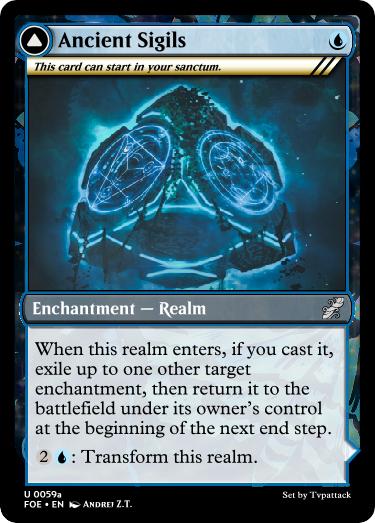 Ancient Sigils
This card can start in your sanctum.
Enchantment — Realm
When this realm enters, if you cast it,
exile up to one other target
enchantment, then return it to the
battlefield under its owner's control
at the beginning of the next end step.
2 : Transform this realm.
U 0059a
FOE • EN Andrej Z.T.
Set by Tvpattack